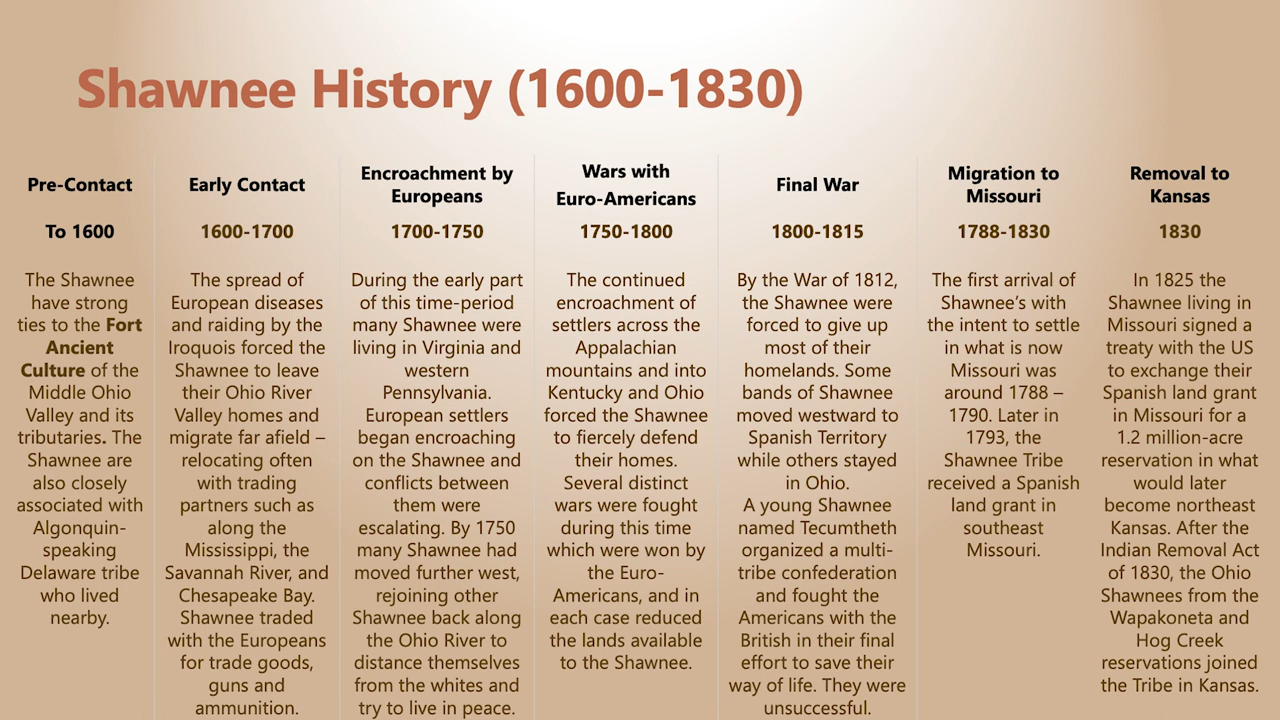 Shawnee History (1600-1830)
Pre-Contact
To 1600
The Shawnee
have strong
ties to the Fort
Ancient
Culture of the
Middle Ohio
Valley and its
tributaries. The
Shawnee are
also closely
associated with
Algonquin-
speaking
Delaware tribe
who lived
nearby.
Early Contact
1600-1700
The spread of
European diseases
and raiding by the
Iroquois forced the
Shawnee to leave
their Ohio River
Valley homes and
migrate far afield –
relocating often
with trading
partners such as
along the
Mississippi, the
Savannah River, and
Chesapeake Bay.
Shawnee traded
with the Europeans
for trade goods,
guns and
ammunition.
Encroachment by
Europeans
1700-1750
During the early part
of this time-period
many Shawnee were
living in Virginia and
western
Pennsylvania.
European settlers
began encroaching
on the Shawnee and
conflicts between
them were
escalating. By 1750
many Shawnee had
moved further west,
rejoining other
Shawnee back along
the Ohio River to
distance themselves
from the whites and
try to live in peace.
Wars with
Euro-Americans
1750-1800
The continued
encroachment of
settlers across the
Appalachian
mountains and into
Kentucky and Ohio
forced the Shawnee
to fiercely defend
their homes.
Several distinct
wars were fought
during this time
which were won by
the Euro-
Americans, and in
each case reduced
the lands available
to the Shawnee.
Final War
1800-1815
By the War of 1812,
the Shawnee were
forced to give up
most of their
homelands. Some
bands of Shawnee
moved westward to
Spanish Territory
while others stayed
in Ohio.
A young Shawnee
named Tecumtheth
organized a multi-
tribe confederation
and fought the
Americans with the
British in their final
effort to save their
way of life. They were
unsuccessful.
Migration to
Missouri
1788-1830
The first arrival of
Shawnee’s with
the intent to settle
in what is now
Missouri was
around 1788 –
1790. Later in
1793, the
Shawnee Tribe
received a Spanish
land grant in
southeast
Missouri.
Removal to
Kansas
1830
In 1825 the
Shawnee living in
Missouri signed a
treaty with the US
to exchange their
Spanish land grant
in Missouri for a
1.2 million-acre
reservation in what
would later
become northeast
Kansas. After the
Indian Removal Act
of 1830, the Ohio
Shawnees from the
Wapakoneta and
Hog Creek
reservations joined
the Tribe in Kansas.